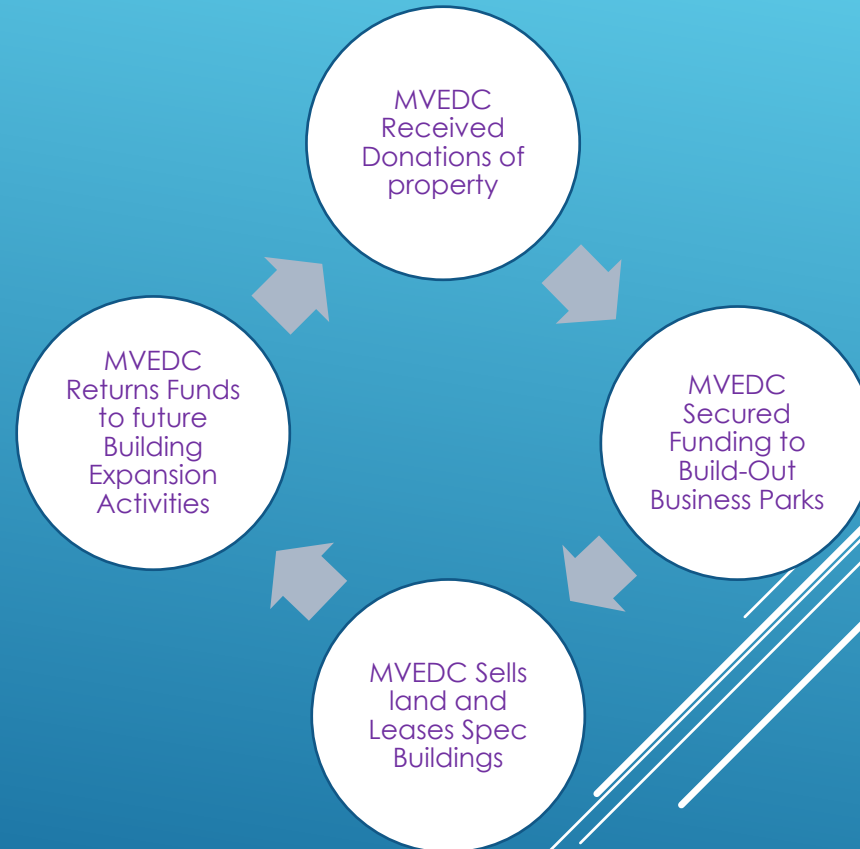 MVEDC
Received
Donations of
property
MVEDC
Secured
Funding to
Build-Out
Business Parks
MVEDC Sells
land and
Leases Spec
Buildings
MVEDC
Returns Funds
to future
Building
Expansion
Activities